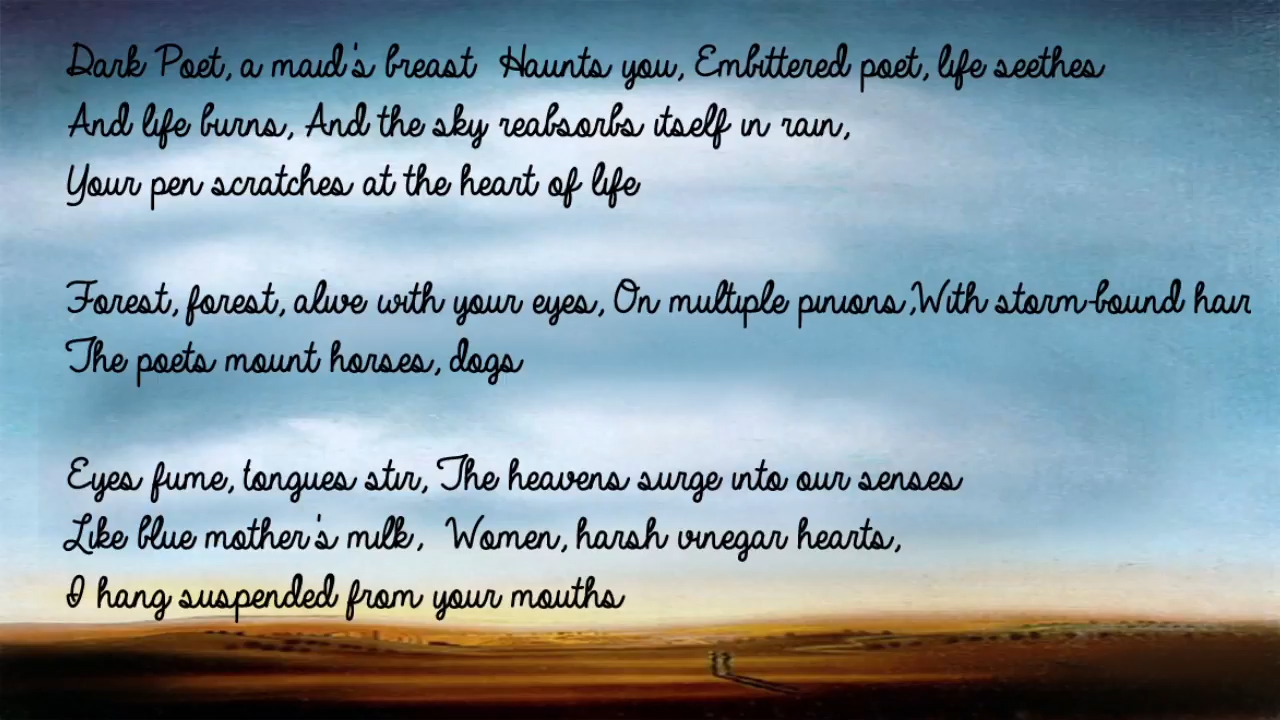 Dark Poet, a maid's breast Haunts you, Embittered poet, life seethes
And life burns, And the sky reabsorbs itself in rain,
Your pen scratches at the heart of life
Forest, forest, alive with your eyes, On multiple pinions,With storm-bound hair
The poets mount horses, dogs
Eyes fume, tongues stir, The heavens surge into our senses
Like blue mother's milk, Women, harsh vinegar hearts,
I hang suspended from your mouths